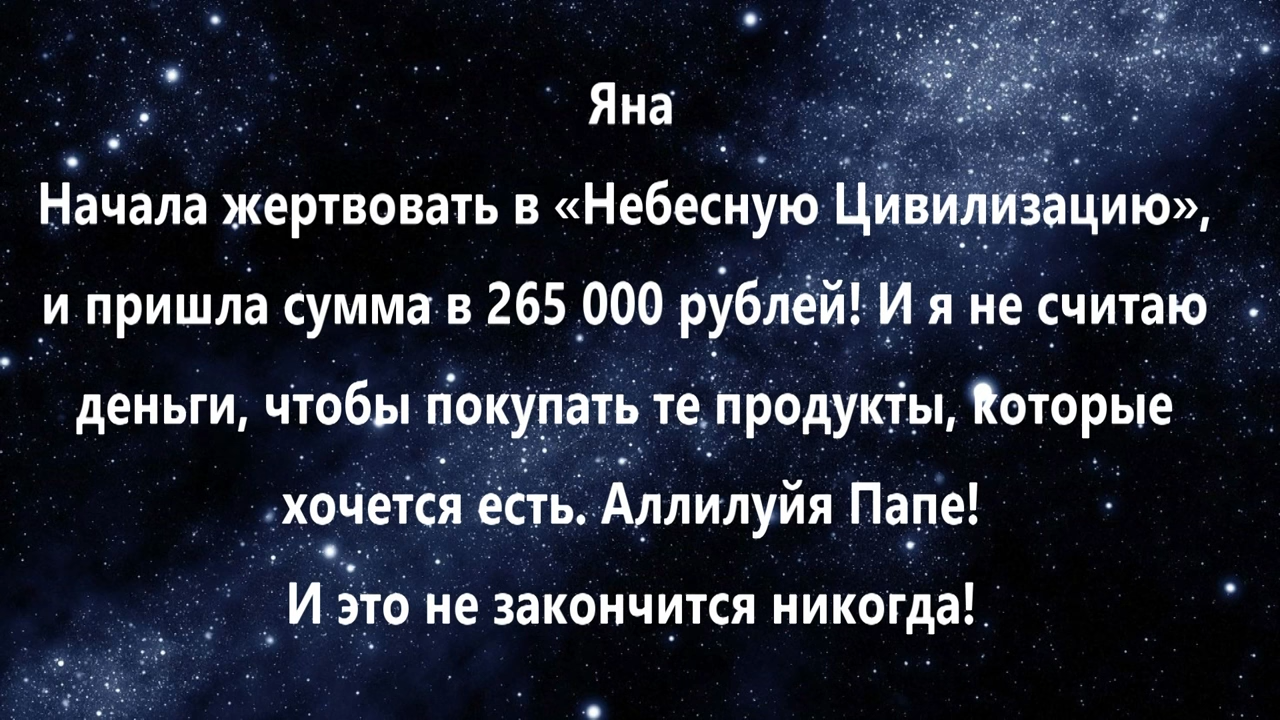 Яна
Начала жертвовать в «Небесную Цивилизацию»,
и пришла сумма в 265 000 рублей! И я не считаю
деньги, чтобы покупать те продукты, которые
хочется есть. Аллилуйя Папе!
И это не закончится никогда!